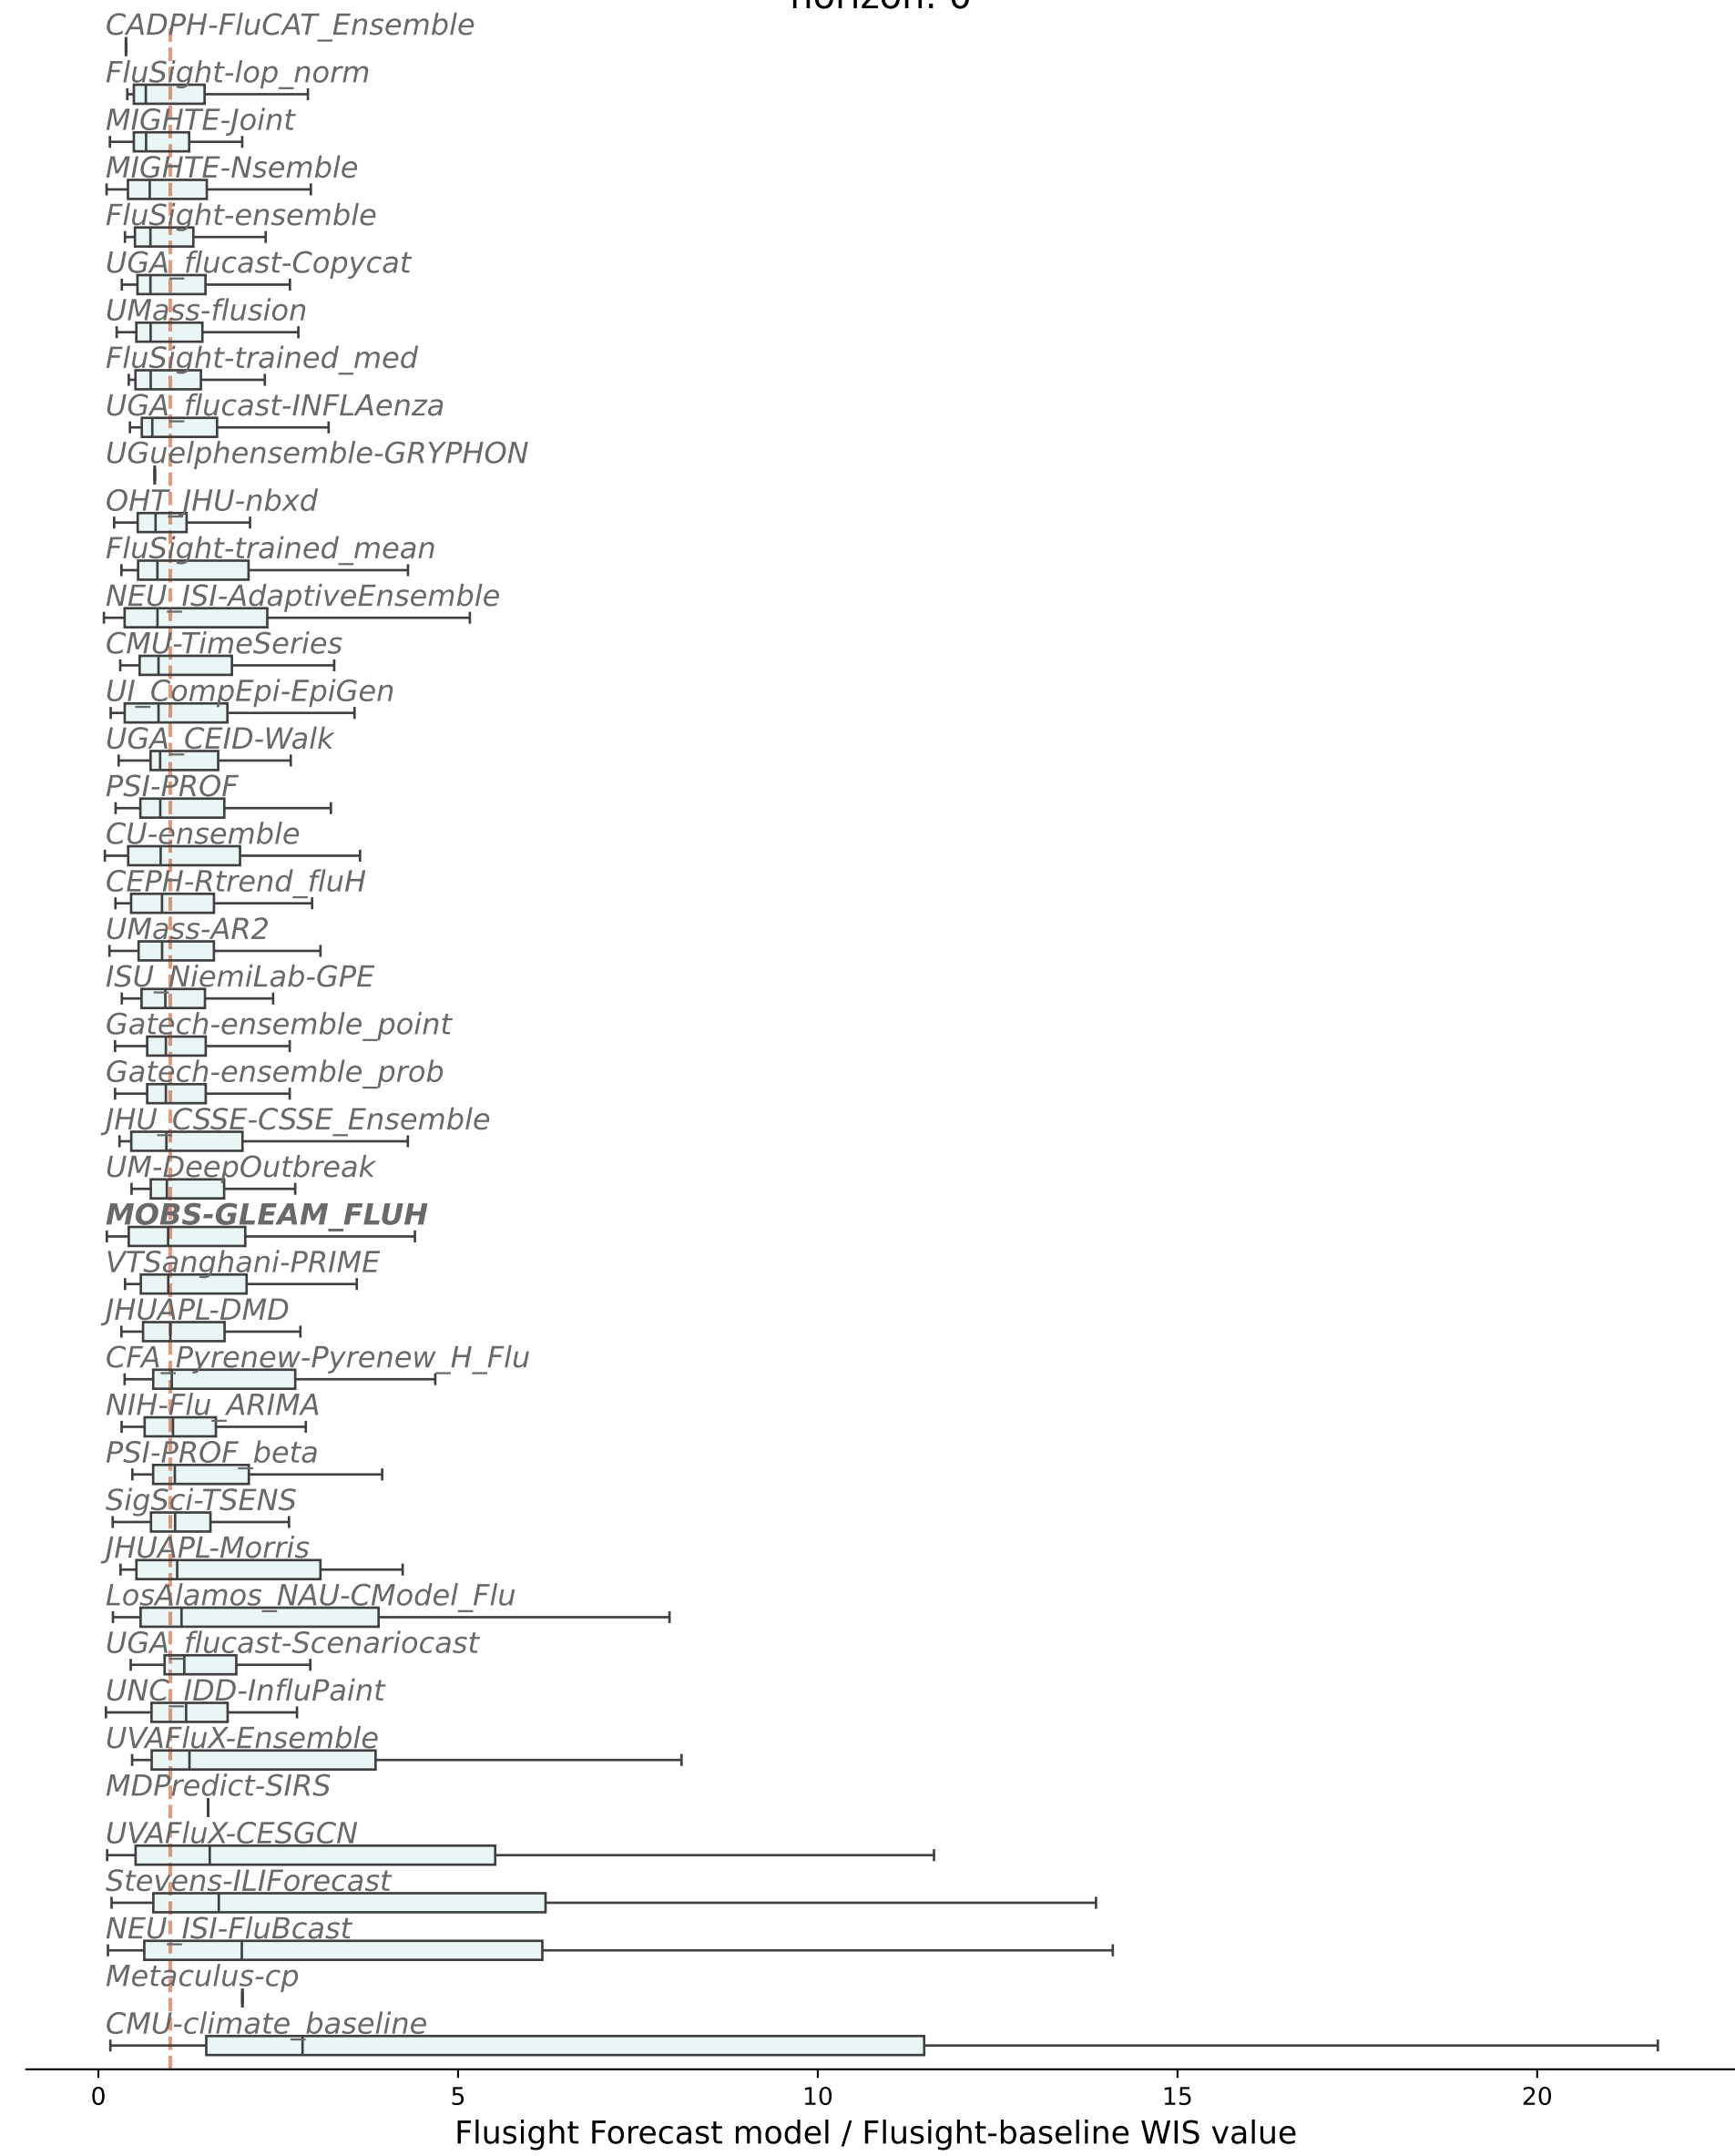 horizon: 0
CADPH-FluCAT_Ensemble
FluSight-lop_norm
MIGHTE-Joint
MIGHTE-Nsemble
FluSight-ensemble
UGA_flucast-Copycat
UMass-flusion
FluSight-trained_med
UGA_flucast-INFLAenza
UGuelphensemble-GRYPHON
OHT_JHU-nbxd
FluSight-trained_mean
NEU_ISI-AdaptiveEnsemble
CMU-TimeSeries
UI_CompEpi-EpiGen
UGA_CEID-Walk
PSI-PROF
CU-ensemble
CEPH-Rtrend_fluH
UMass-AR2
ISU_NiemiLab-GPE
Gatech-ensemble_point
Gatech-ensemble_prob
JHU_CSSE-CSSE_Ensemble
UM-DeepOutbreak
MOBS-GLEAM_FLUH
VTSanghani-PRIME
JHUAPL-DMD
CFA_Pyrenew-Pyrenew_H_Flu
NIH-Flu_ARIMA
PSI-PROF_beta
SigSci-TSENS
JHUAPL-Morris
LosAlamos_NAU-CModel_Flu
UGA_flucast-Scenariocast
UNC_IDD-InfluPaint
UVAFluX-Ensemble
MDPredict-SIRS
UVAFluX-CESGCN
Stevens-ILIForecast
NEU_ISI-FluBcast
Metaculus-cp
CMU-climate_baseline
0 5 10 15 20
Flusight Forecast model / Flusight-baseline WIS value